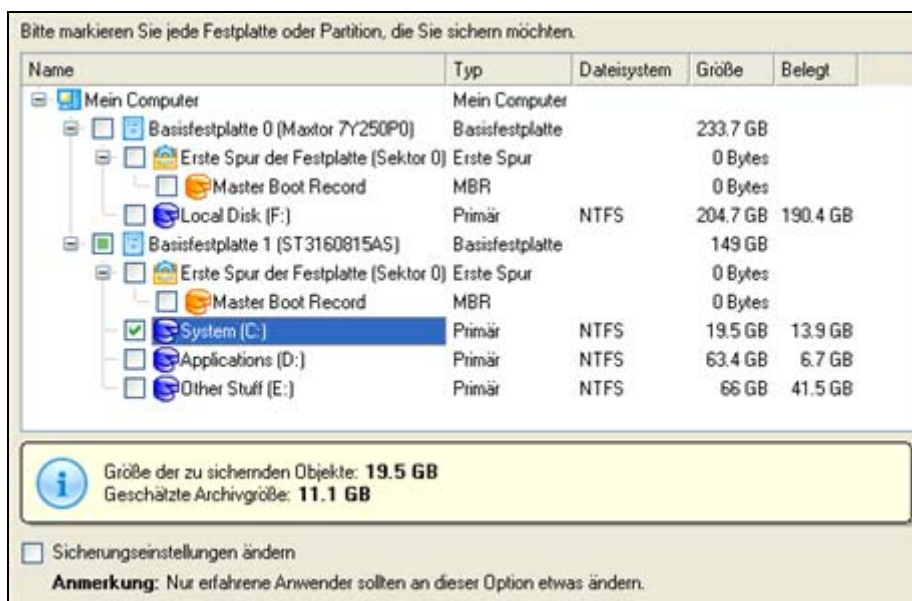 Bitte markieren Sie jede Festplatte oder Partition, die Sie sichern möchten.
Name Typ Dateisystem Größe Belegt
Mein Computer Mein Computer
Basisfestplatte 0 (Maxtor 7Y250P0) Basisfestplatte 233.7 GB
Erste Spur der Festplatte (Sektor 0) Erste Spur 0 Bytes
Master Boot Record MBR 0 Bytes
Local Disk (F:) Primär NTFS 204.7 GB 190.4 GB
Basisfestplatte 1 (ST3160815AS) Basisfestplatte 149 GB
Erste Spur der Festplatte (Sektor 0) Erste Spur 0 Bytes
Master Boot Record MBR 0 Bytes
System (C:) Primär NTFS 19.5 GB 13.9 GB
Applications (D:) Primär NTFS 63.4 GB 6.7 GB
Other Stuff (E:) Primär NTFS 66 GB 41.5 GB
Größe der zu sichernden Objekte: 19.5 GB
Geschätzte Archivgröße: 11.1 GB
Sicherungseinstellungen ändern
Anmerkung: Nur erfahrene Anwender sollten an dieser Option etwas ändern.